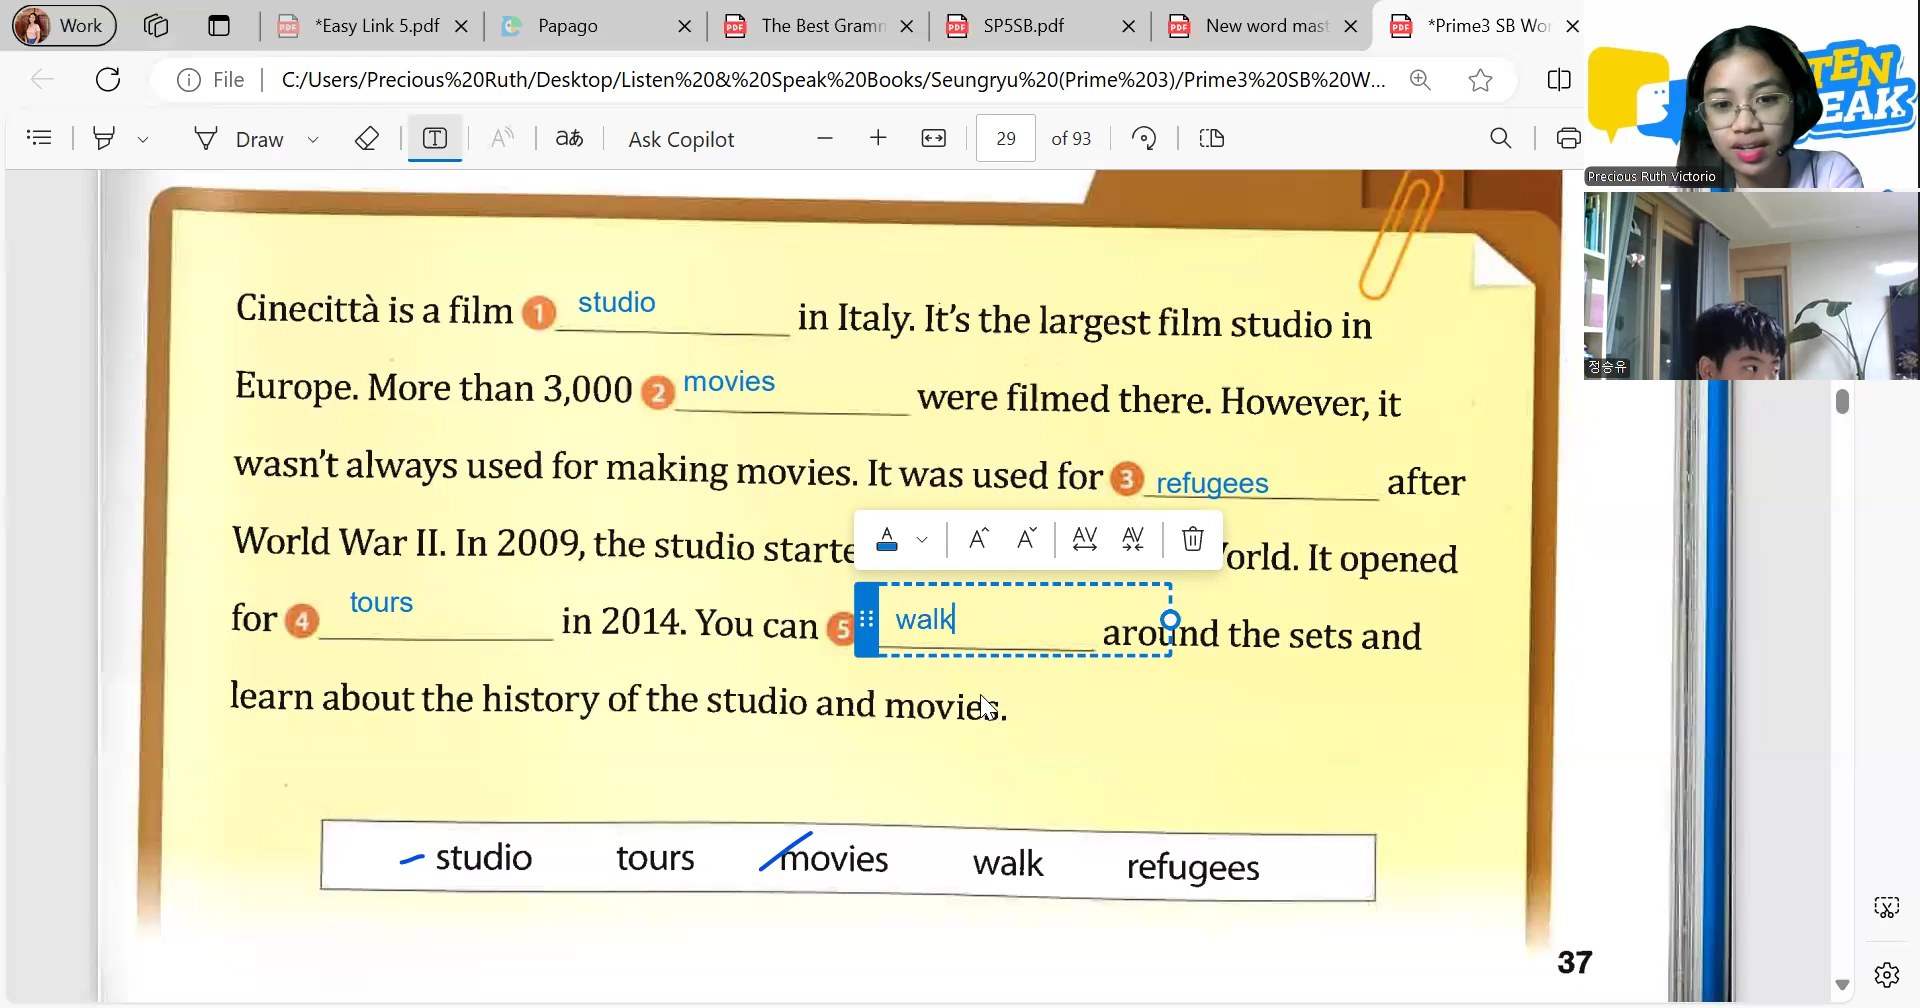 Work
*Easy Link 5.pdf
Papago
The Best Gramm
SP5SB.pdf
New word mast
*Prime3 SB Wor
File
C:/Users/Precious%20Ruth/Desktop/Listen%20&%20Speak%20Books/Seungryu%20(Prime%203)/Prime3%20SB%20W...
Draw
aあ
Ask Copilot
29 of 93
TEN
EAK
Precious Ruth Victorio
정승유
Cinecittà is a film 1 studio in Italy. It's the largest film studio in
Europe. More than 3,000 2 movies were filmed there. However, it
wasn't always used for making movies. It was used for 3 refugees after
World War II. In 2009, the studio starte orld. It opened
for 4 tours in 2014. You can 5 walk around the sets and
learn about the history of the studio and movies.
studio tours movies walk refugees
37